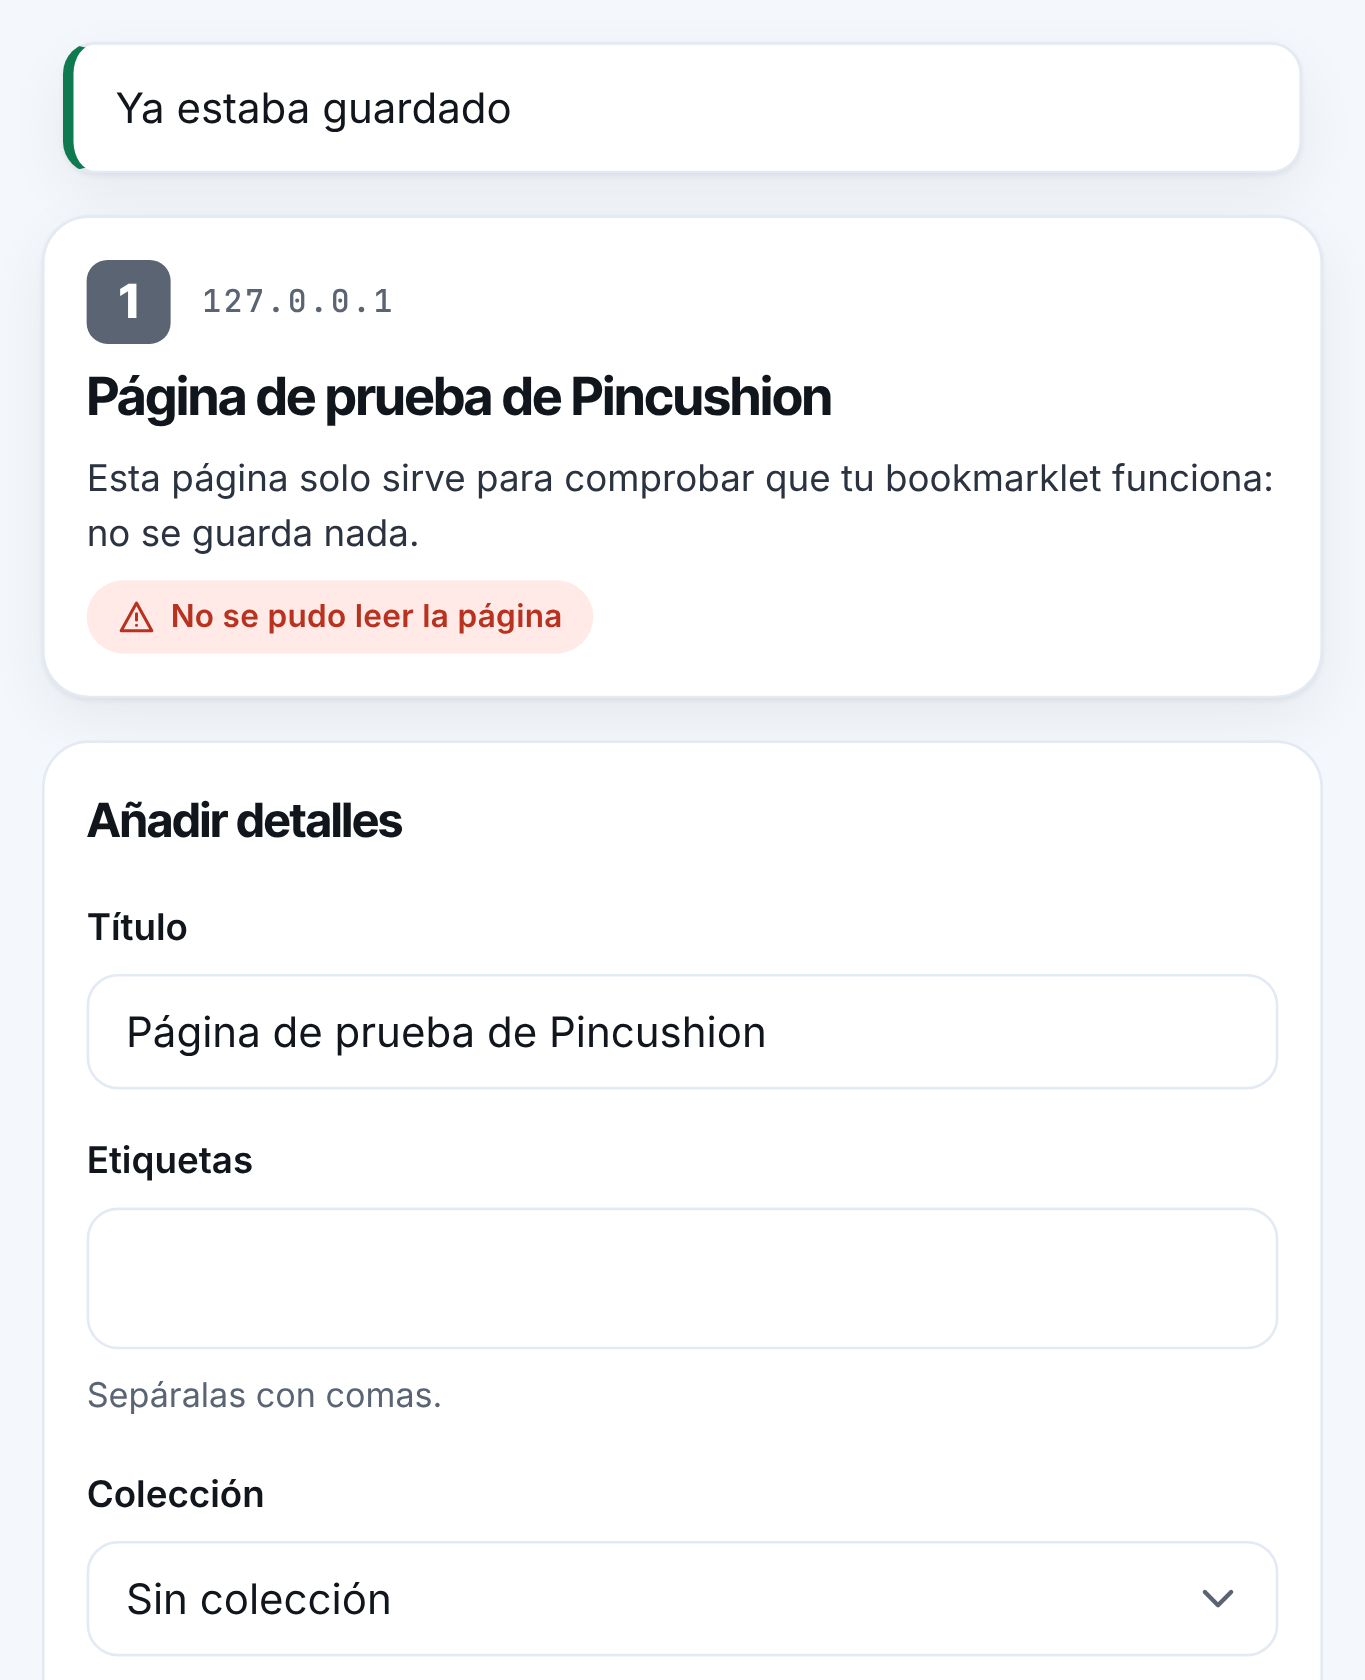 Ya estaba guardado
1 127.0.0.1
Página de prueba de Pincushion
Esta página solo sirve para comprobar que tu bookmarklet funciona:
no se guarda nada.
No se pudo leer la página
Añadir detalles
Título
Página de prueba de Pincushion
Etiquetas
Sepáralas con comas.
Colección
Sin colección